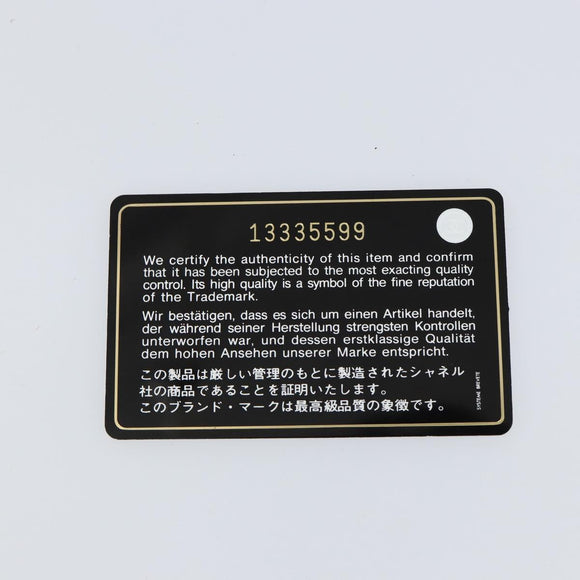 13335599
We certify the authenticity of this item and confirm
that it has been subjected to the most exacting quality
control. Its high quality is a symbol of the fine reputation
of the Trademark.
Wir bestätigen, dass es sich um einen Artikel handelt,
der während seiner Herstellung strengsten Kontrollen
unterworfen war, und dessen erstklassige Qualität
dem hohen Ansehen unserer Marke entspricht.
この製品は厳しい管理のもとに製造されたシャネル
社の商品であることを証明いたします。
このブランド・マークは最高級品質の象徴です。
SYSTEME BREVETE